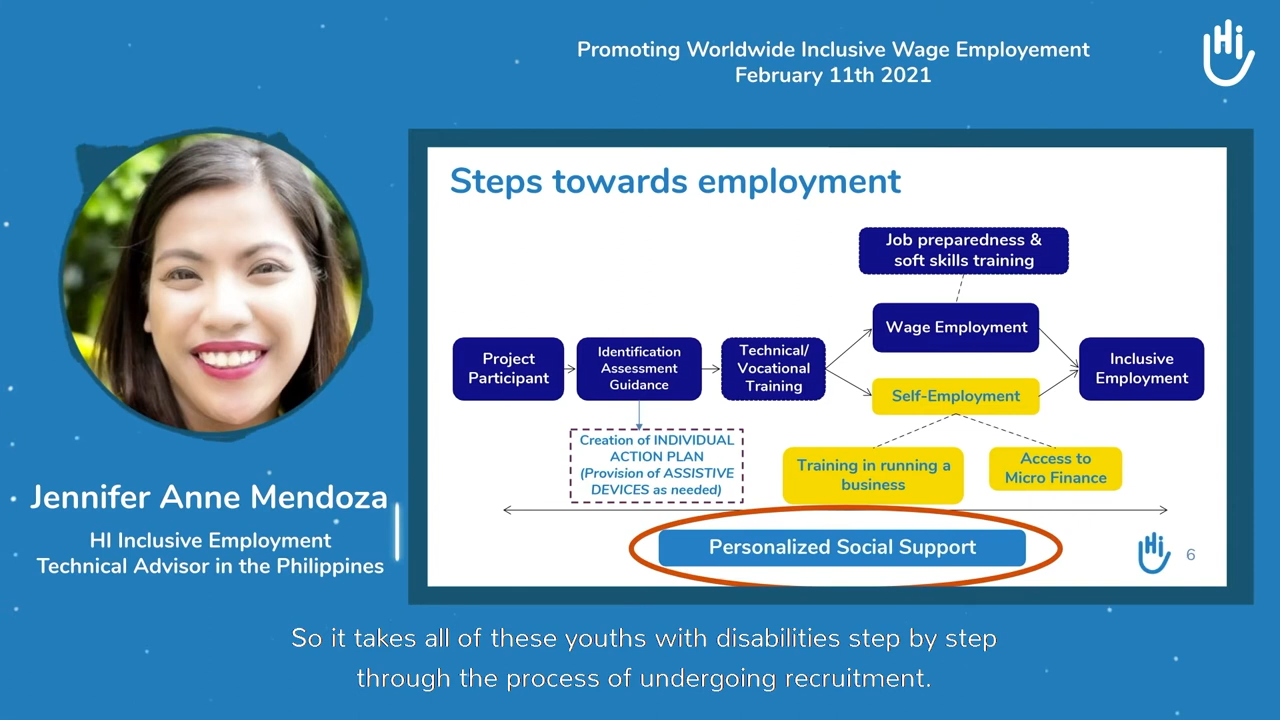 Promoting Worldwide Inclusive Wage Employement
February 11th 2021
Hi
Steps towards employment
Job preparedness &
soft skills training
Wage Employment
Project
Participant
Identification
Assessment
Guidance
Technical/
Vocational
Training
Inclusive
Employment
Self-Employment
Creation of INDIVIDUAL
ACTION PLAN
(Provision of ASSISTIVE
DEVICES as needed)
Training in running a
business
Access to
Micro Finance
Personalized Social Support
Hi
6
Jennifer Anne Mendoza
HI Inclusive Employment
Technical Advisor in the Philippines
So it takes all of these youths with disabilities step by step
through the process of undergoing recruitment.